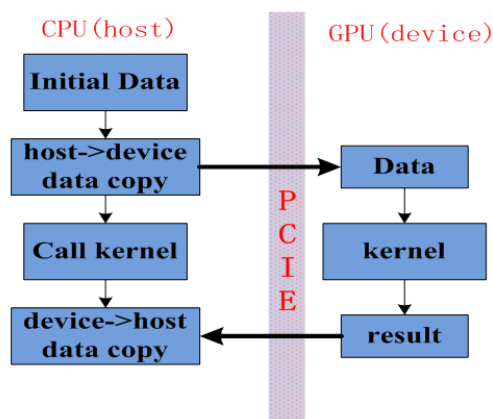 CPU(host)
GPU(device)
Initial Data
host->device
data copy
Data
Call kernel
kernel
device->host
data copy
result
P
C
I
E